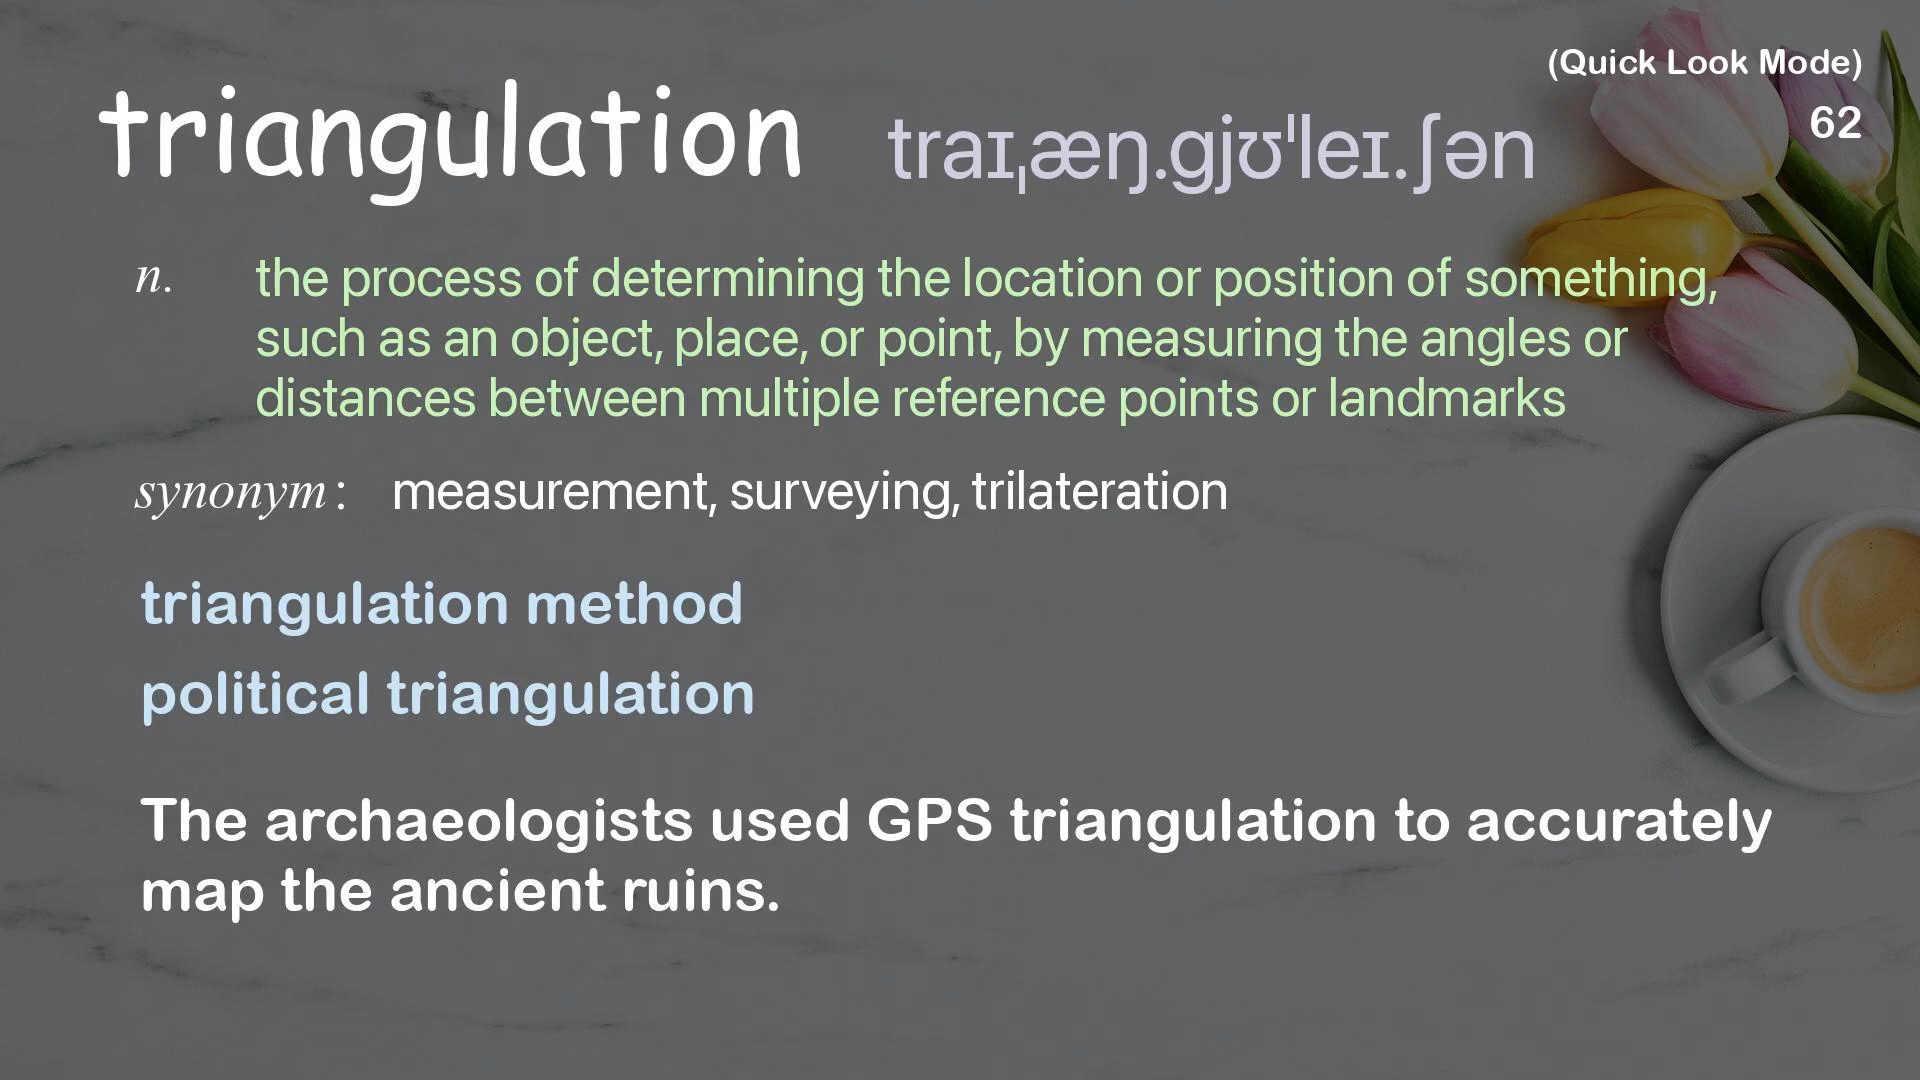 (Quick Look Mode)
62
triangulation traɪˌæŋ.gjʊˈleɪ.ʃən
n. the process of determining the location or position of something,
such as an object, place, or point, by measuring the angles or
distances between multiple reference points or landmarks
synonym: measurement, surveying, trilateration
triangulation method
political triangulation
The archaeologists used GPS triangulation to accurately
map the ancient ruins.